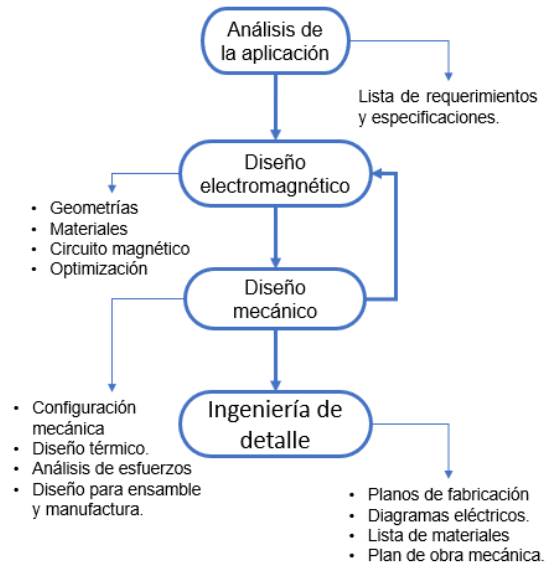 Análisis de
la aplicación
Lista de requerimientos
y especificaciones.
Diseño
electromagnético
• Geometrías
• Materiales
• Circuito magnético
• Optimización
Diseño
mecánico
• Configuración
mecánica
• Diseño térmico.
• Análisis de esfuerzos
• Diseño para ensamble
y manufactura.
Ingeniería de
detalle
• Planos de fabricación
• Diagramas eléctricos.
• Lista de materiales
• Plan de obra mecánica.